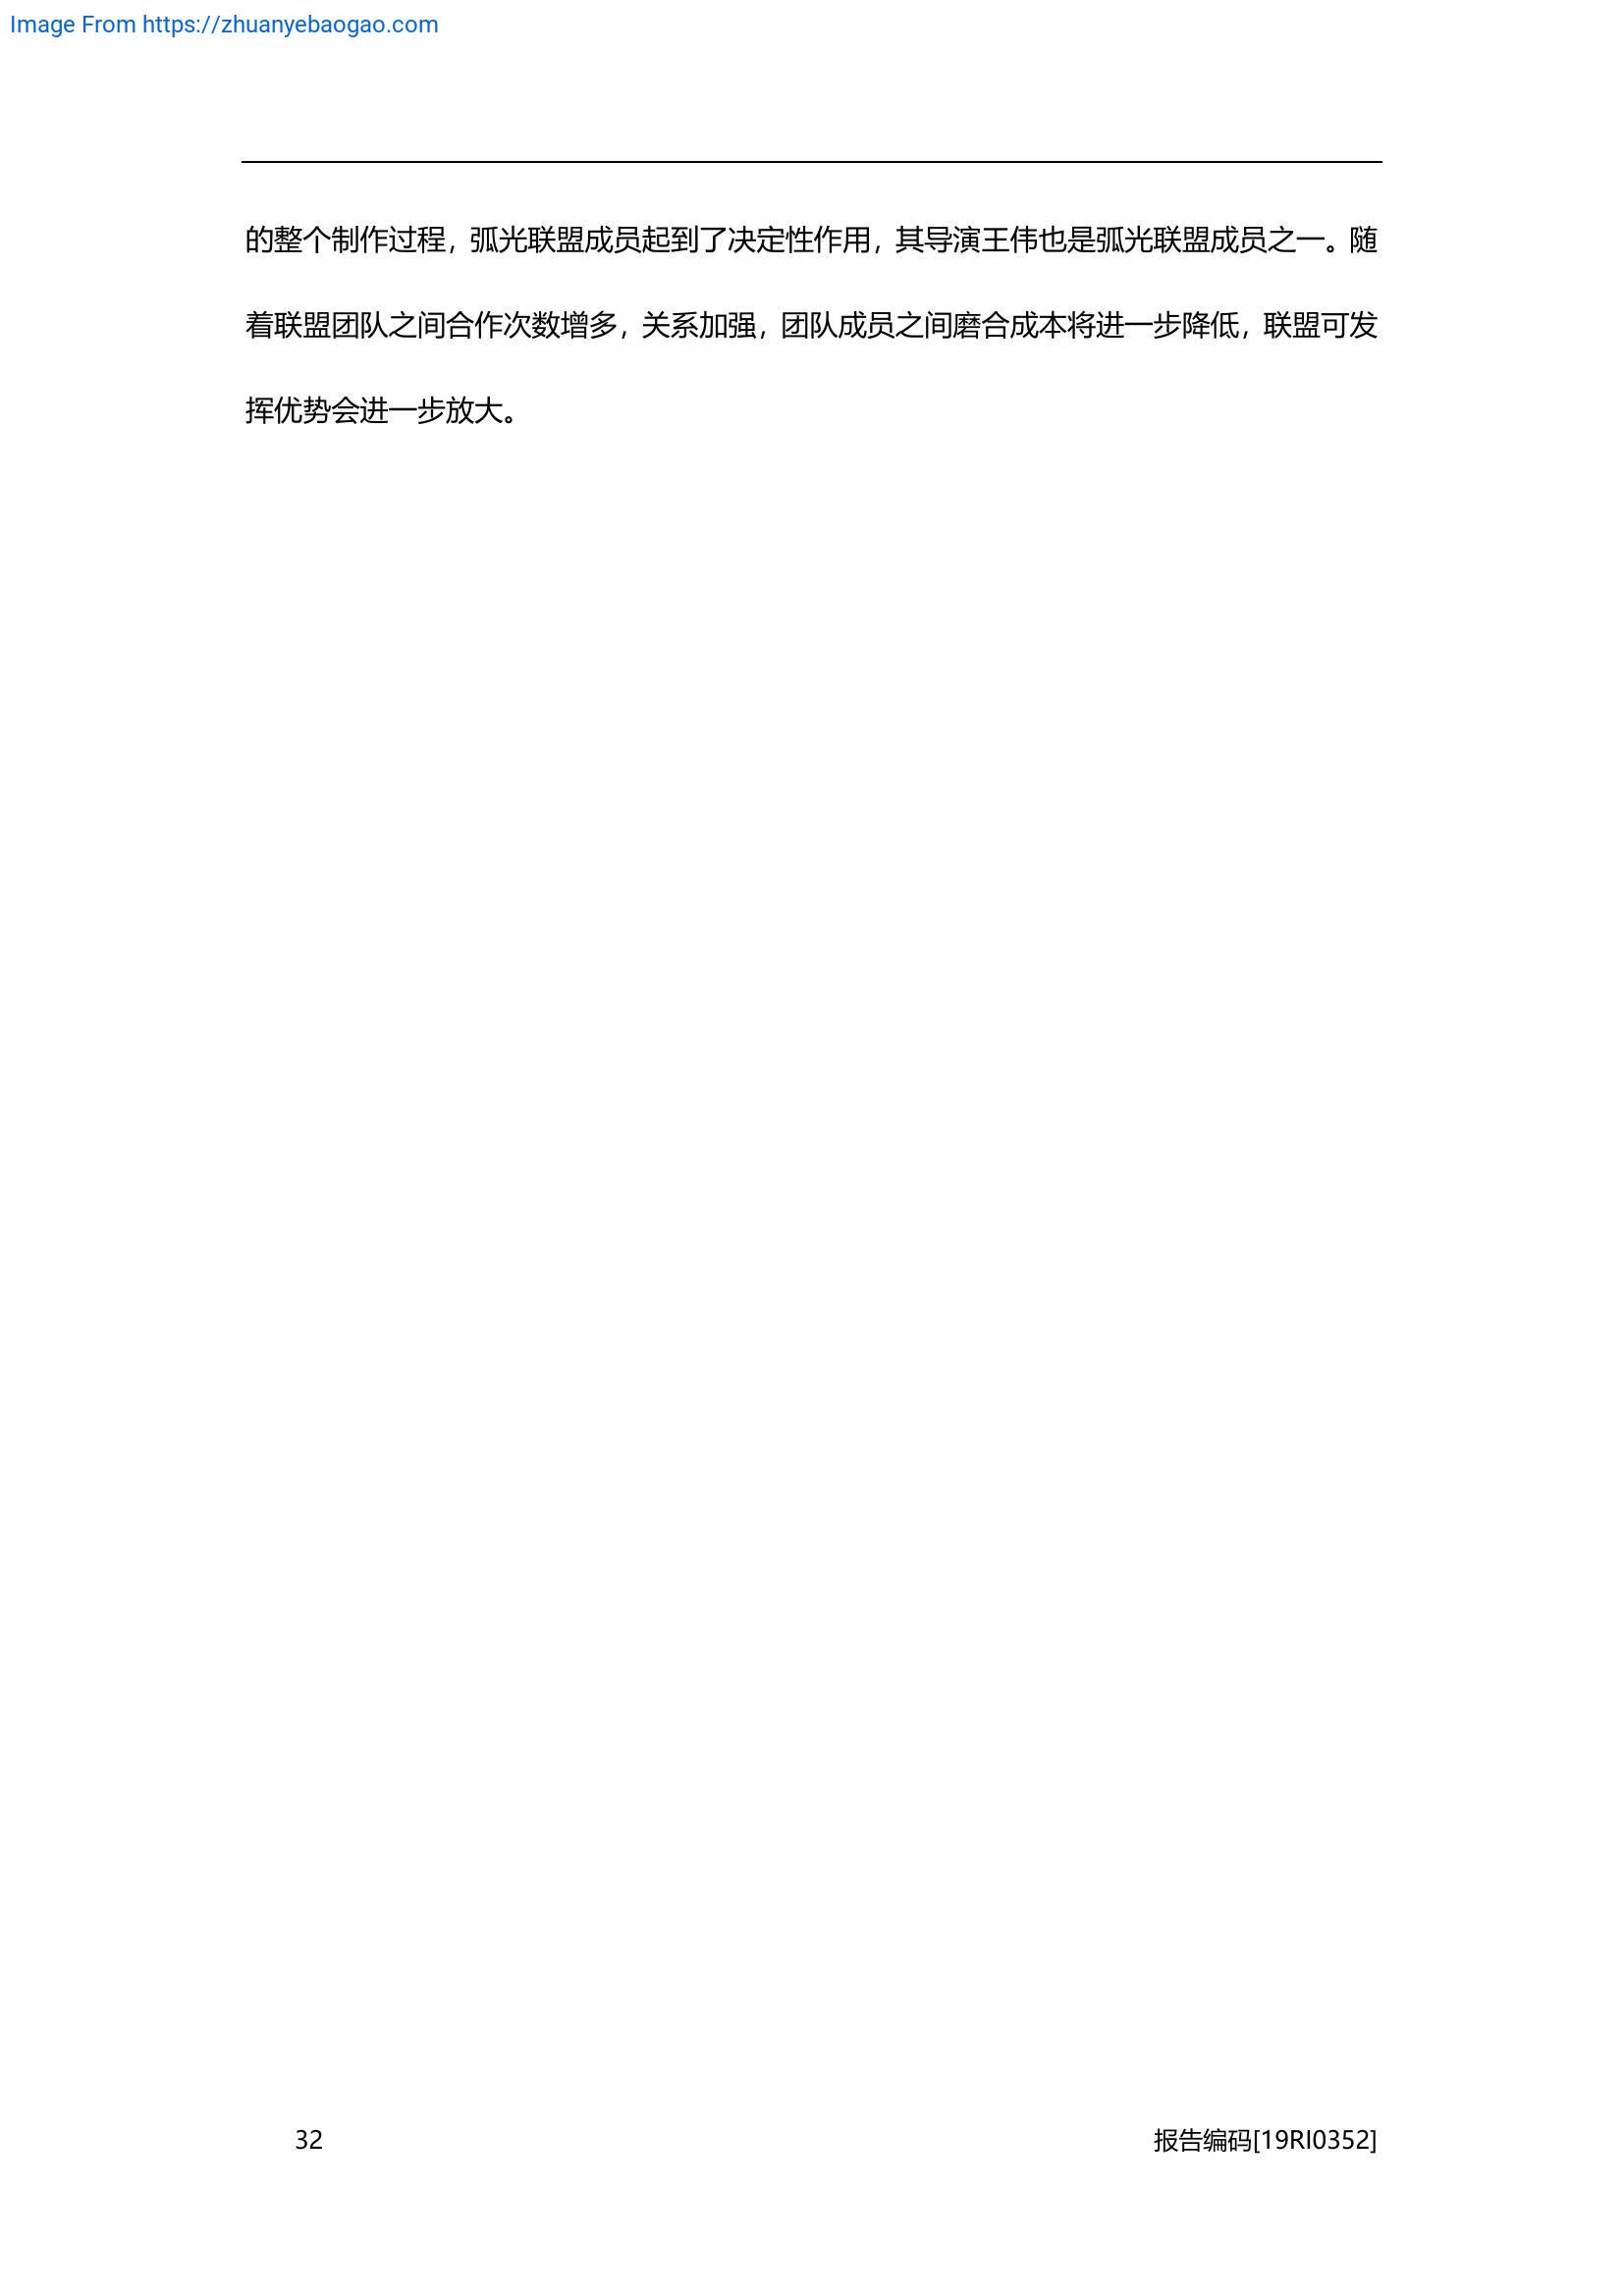 Image From https://zhuanyebaogao.com
的整个制作过程，弧光联盟成员起到了决定性作用，其导演王伟也是弧光联盟成员之一。随
着联盟团队之间合作次数增多，关系加强，团队成员之间磨合成本将进一步降低，联盟可发
挥优势会进一步放大。
32 报告编码[19RI0352]